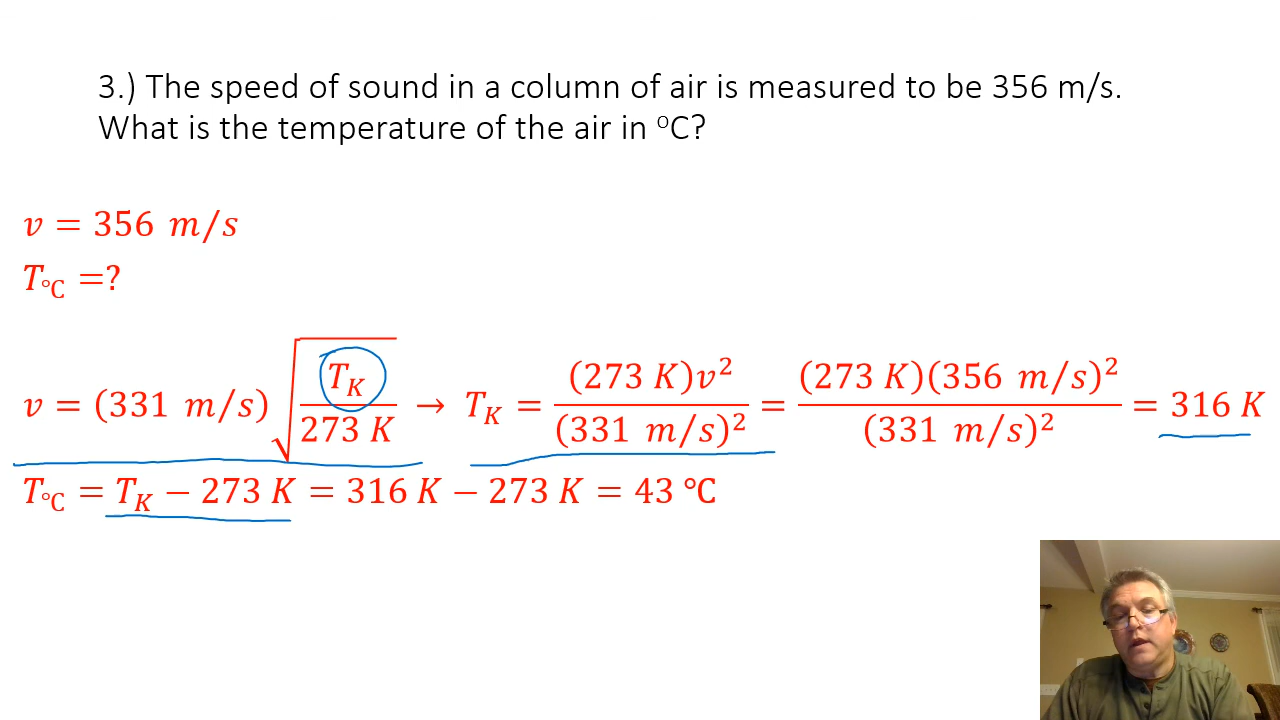 3.) The speed of sound in a column of air is measured to be 356 m/s.
What is the temperature of the air in ᴼC?
v = 356 m/s
T°C =?
v = (331 m/s) √(T_K / 273 K) → T_K = (273 K)v² / (331 m/s)² = (273 K)(356 m/s)² / (331 m/s)² = 316 K
T°C = T_K − 273 K = 316 K − 273 K = 43 ℃